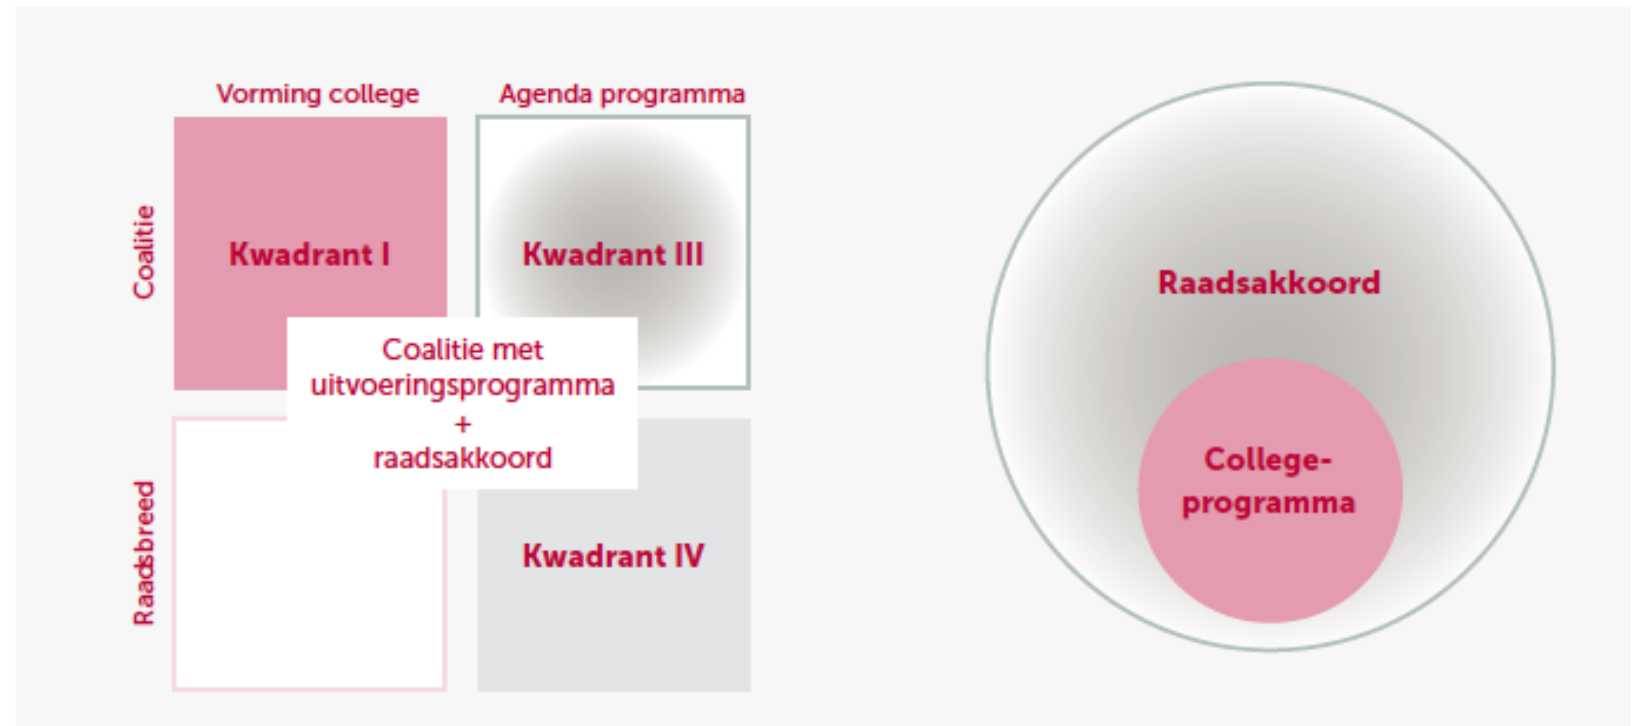 Vorming college
Agenda programma
Coalitie
Kwadrant I
Kwadrant III
Coalitie met
uitvoeringsprogramma
+
raadsakkoord
Raadsbreed
Kwadrant IV
Raadsakkoord
College-
programma